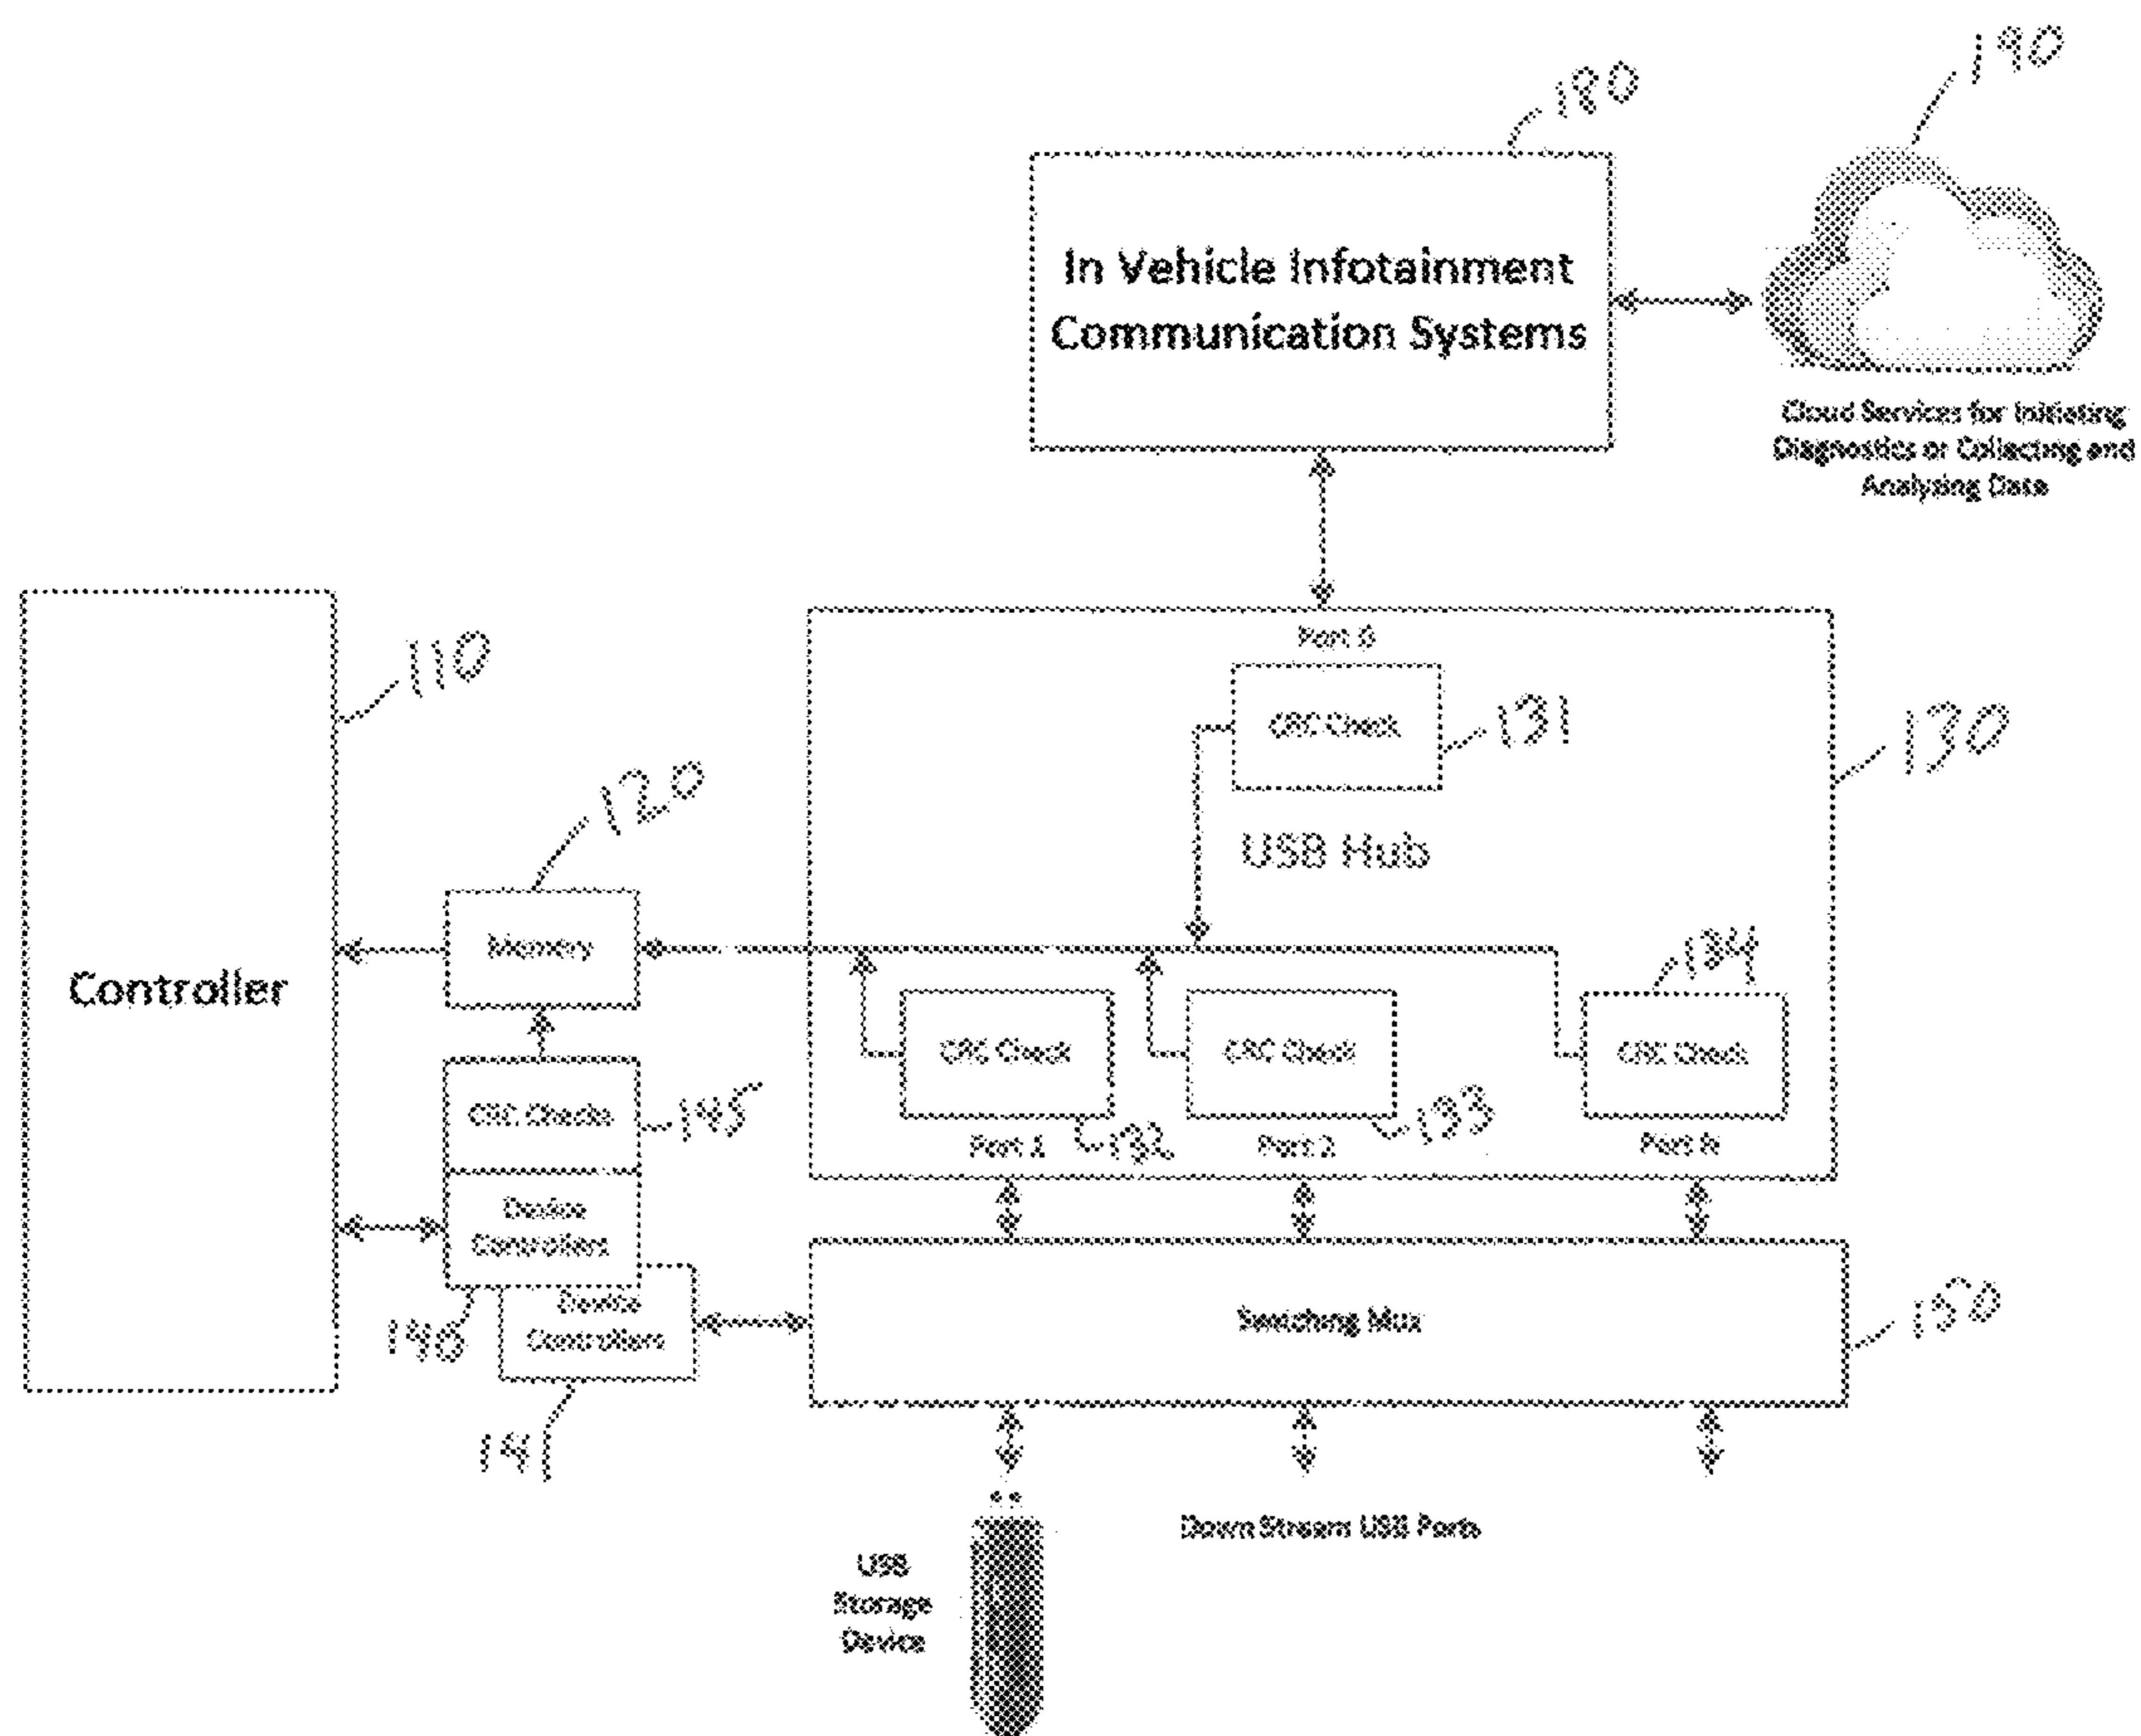 190
180
In Vehicle Infotainment
Communication Systems
Cloud Services for Initiating
Diagnostics or Collecting and
Analyzing Data
Port 0
110
CRC Check
131
130
120
USB Hub
Memory
134
Controller
CRC Check
CRC Check
CRC Check
CRC Checks
145
Port 1
132
Port 2
133
Port N
Device
Controllers
140
Device
Controllers
Switching Mux
150
141
Down Stream USB Ports
USB
Storage
Device